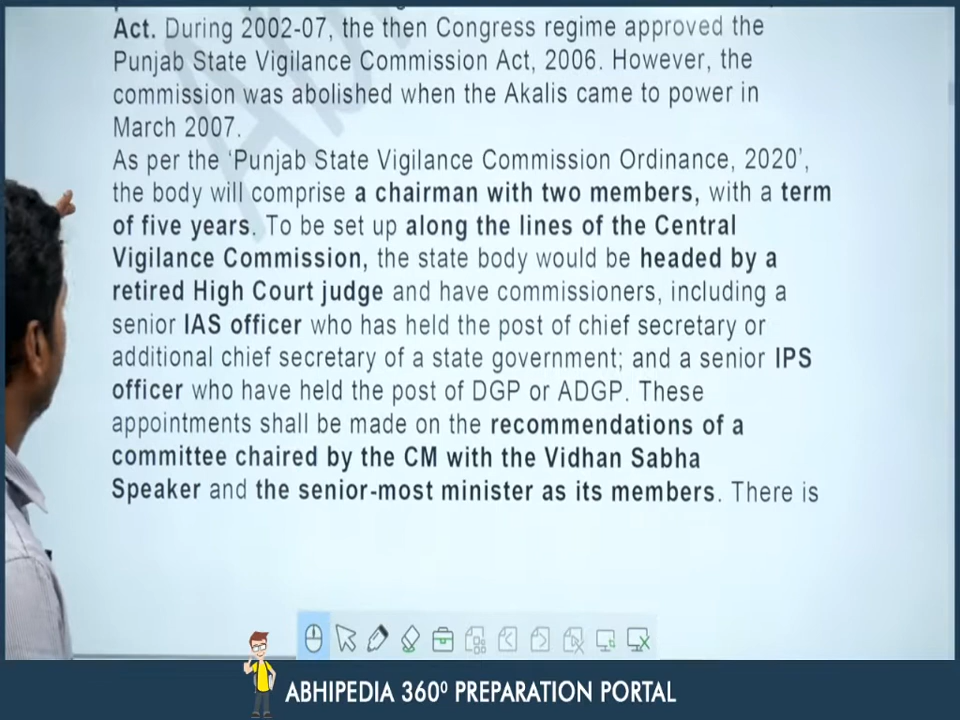 Act. During 2002-07, the then Congress regime approved the
Punjab State Vigilance Commission Act, 2006. However, the
commission was abolished when the Akalis came to power in
March 2007.
As per the ‘Punjab State Vigilance Commission Ordinance, 2020’,
the body will comprise a chairman with two members, with a term
of five years. To be set up along the lines of the Central
Vigilance Commission, the state body would be headed by a
retired High Court judge and have commissioners, including a
senior IAS officer who has held the post of chief secretary or
additional chief secretary of a state government; and a senior IPS
officer who have held the post of DGP or ADGP. These
appointments shall be made on the recommendations of a
committee chaired by the CM with the Vidhan Sabha
Speaker and the senior-most minister as its members. There is
ABHIPEDIA 360⁰ PREPARATION PORTAL